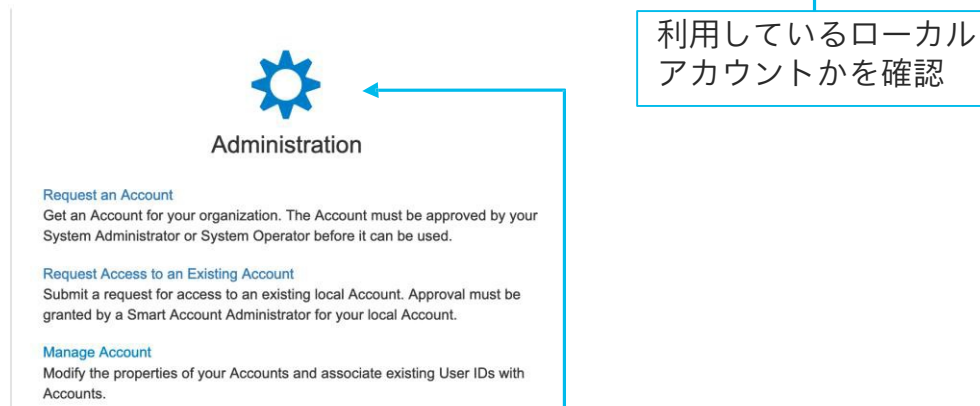 利用しているローカル
アカウントかを確認
Administration
Request an Account
Get an Account for your organization. The Account must be approved by your
System Administrator or System Operator before it can be used.
Request Access to an Existing Account
Submit a request for access to an existing local Account. Approval must be
granted by a Smart Account Administrator for your local Account.
Manage Account
Modify the properties of your Accounts and associate existing User IDs with
Accounts.